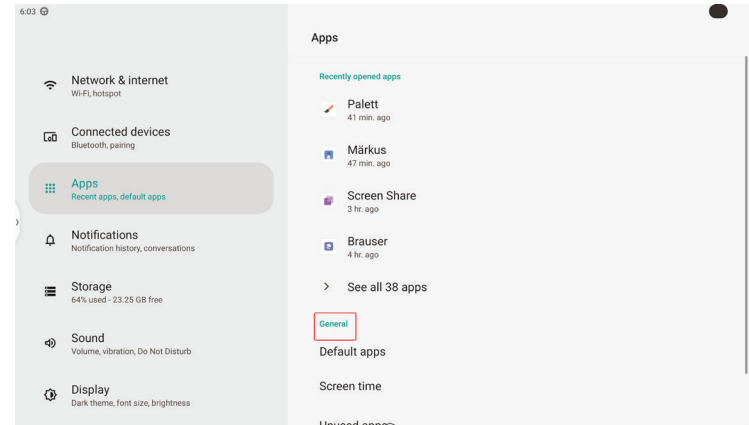 6:03
Network & internet
Wi-Fi, hotspot
Connected devices
Bluetooth, pairing
Apps
Recent apps, default apps
Notifications
Notification history, conversations
Storage
64% used - 23.25 GB free
Sound
Volume, vibration, Do Not Disturb
Display
Dark theme, font size, brightness
Apps
Recently opened apps
Palett
41 min. ago
Märkus
47 min. ago
Screen Share
3 hr. ago
Brauser
4 hr. ago
See all 38 apps
General
Default apps
Screen time
Unused apps